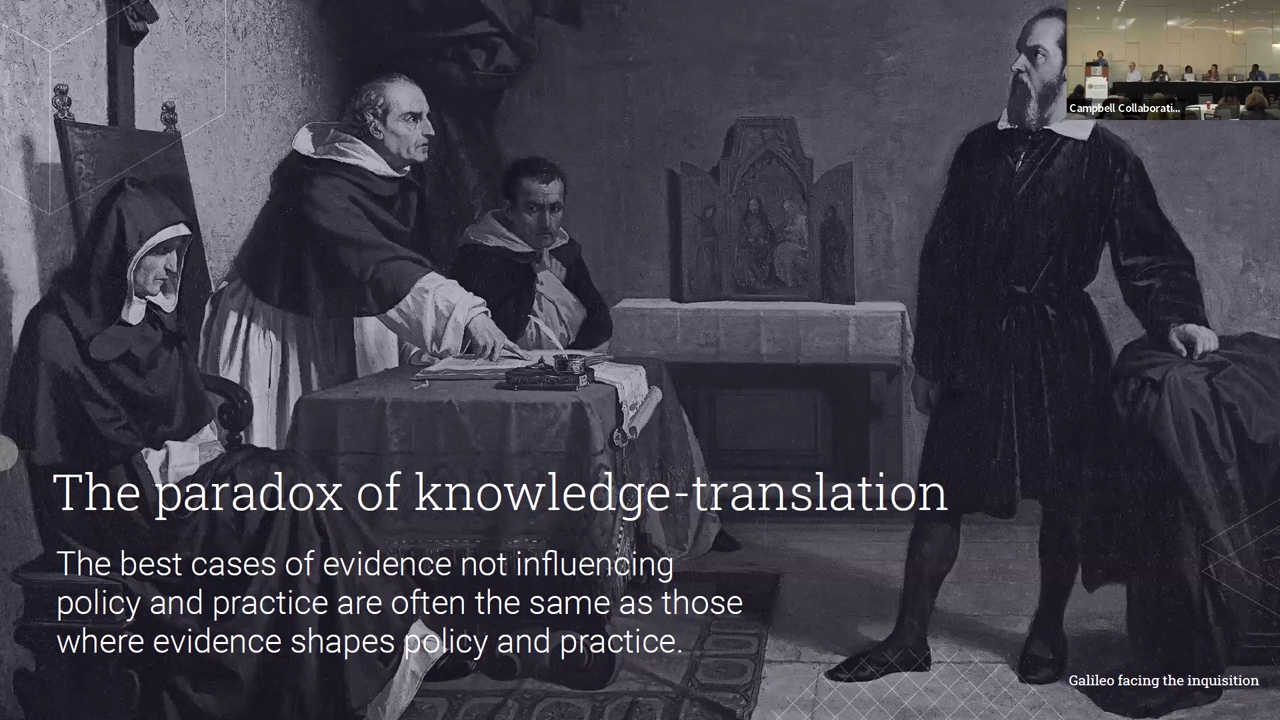 Campbell Collaborati...
The paradox of knowledge-translation
The best cases of evidence not influencing
policy and practice are often the same as those
where evidence shapes policy and practice.
Galileo facing the inquisition